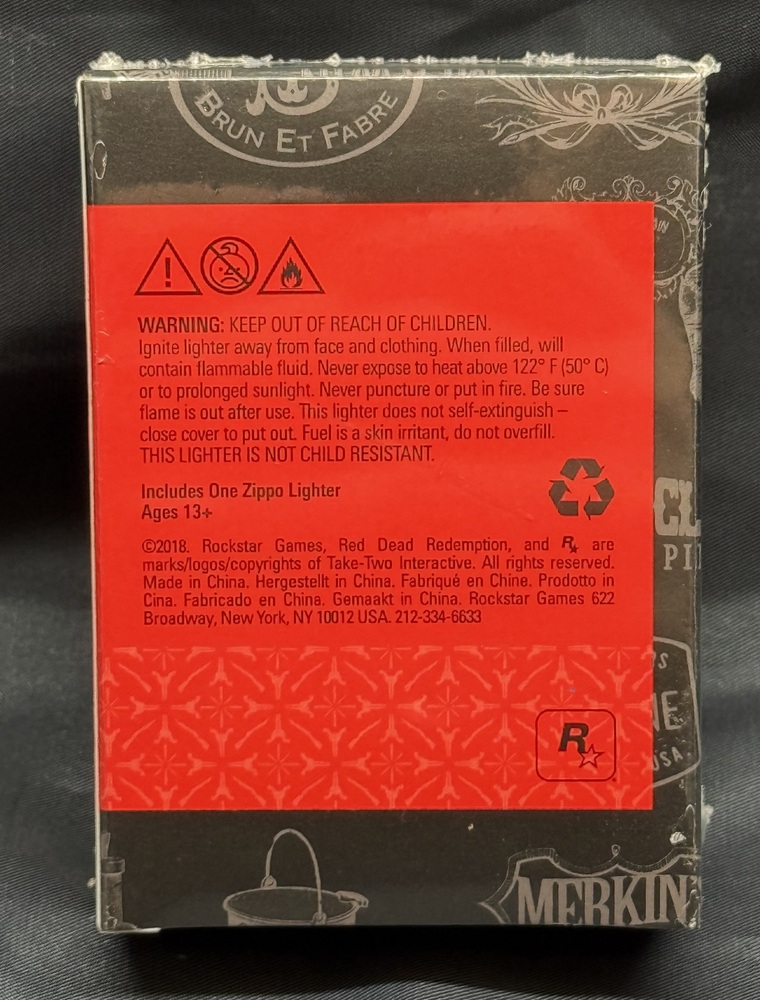 BRUN ET FABRE
WARNING: KEEP OUT OF REACH OF CHILDREN.
Ignite lighter away from face and clothing. When filled, will
contain flammable fluid. Never expose to heat above 122° F (50° C)
or to prolonged sunlight. Never puncture or put in fire. Be sure
flame is out after use. This lighter does not self-extinguish –
close cover to put out. Fuel is a skin irritant, do not overfill.
THIS LIGHTER IS NOT CHILD RESISTANT.
Includes One Zippo Lighter
Ages 13+
©2018. Rockstar Games, Red Dead Redemption, and R★ are
marks/logos/copyrights of Take-Two Interactive. All rights reserved.
Made in China. Hergestellt in China. Fabriqué en Chine. Prodotto in
Cina. Fabricado en China. Gemaakt in China. Rockstar Games 622
Broadway, New York, NY 10012 USA. 212-334-6633
CL
PI
NE
USA.
R★
MERKIN'